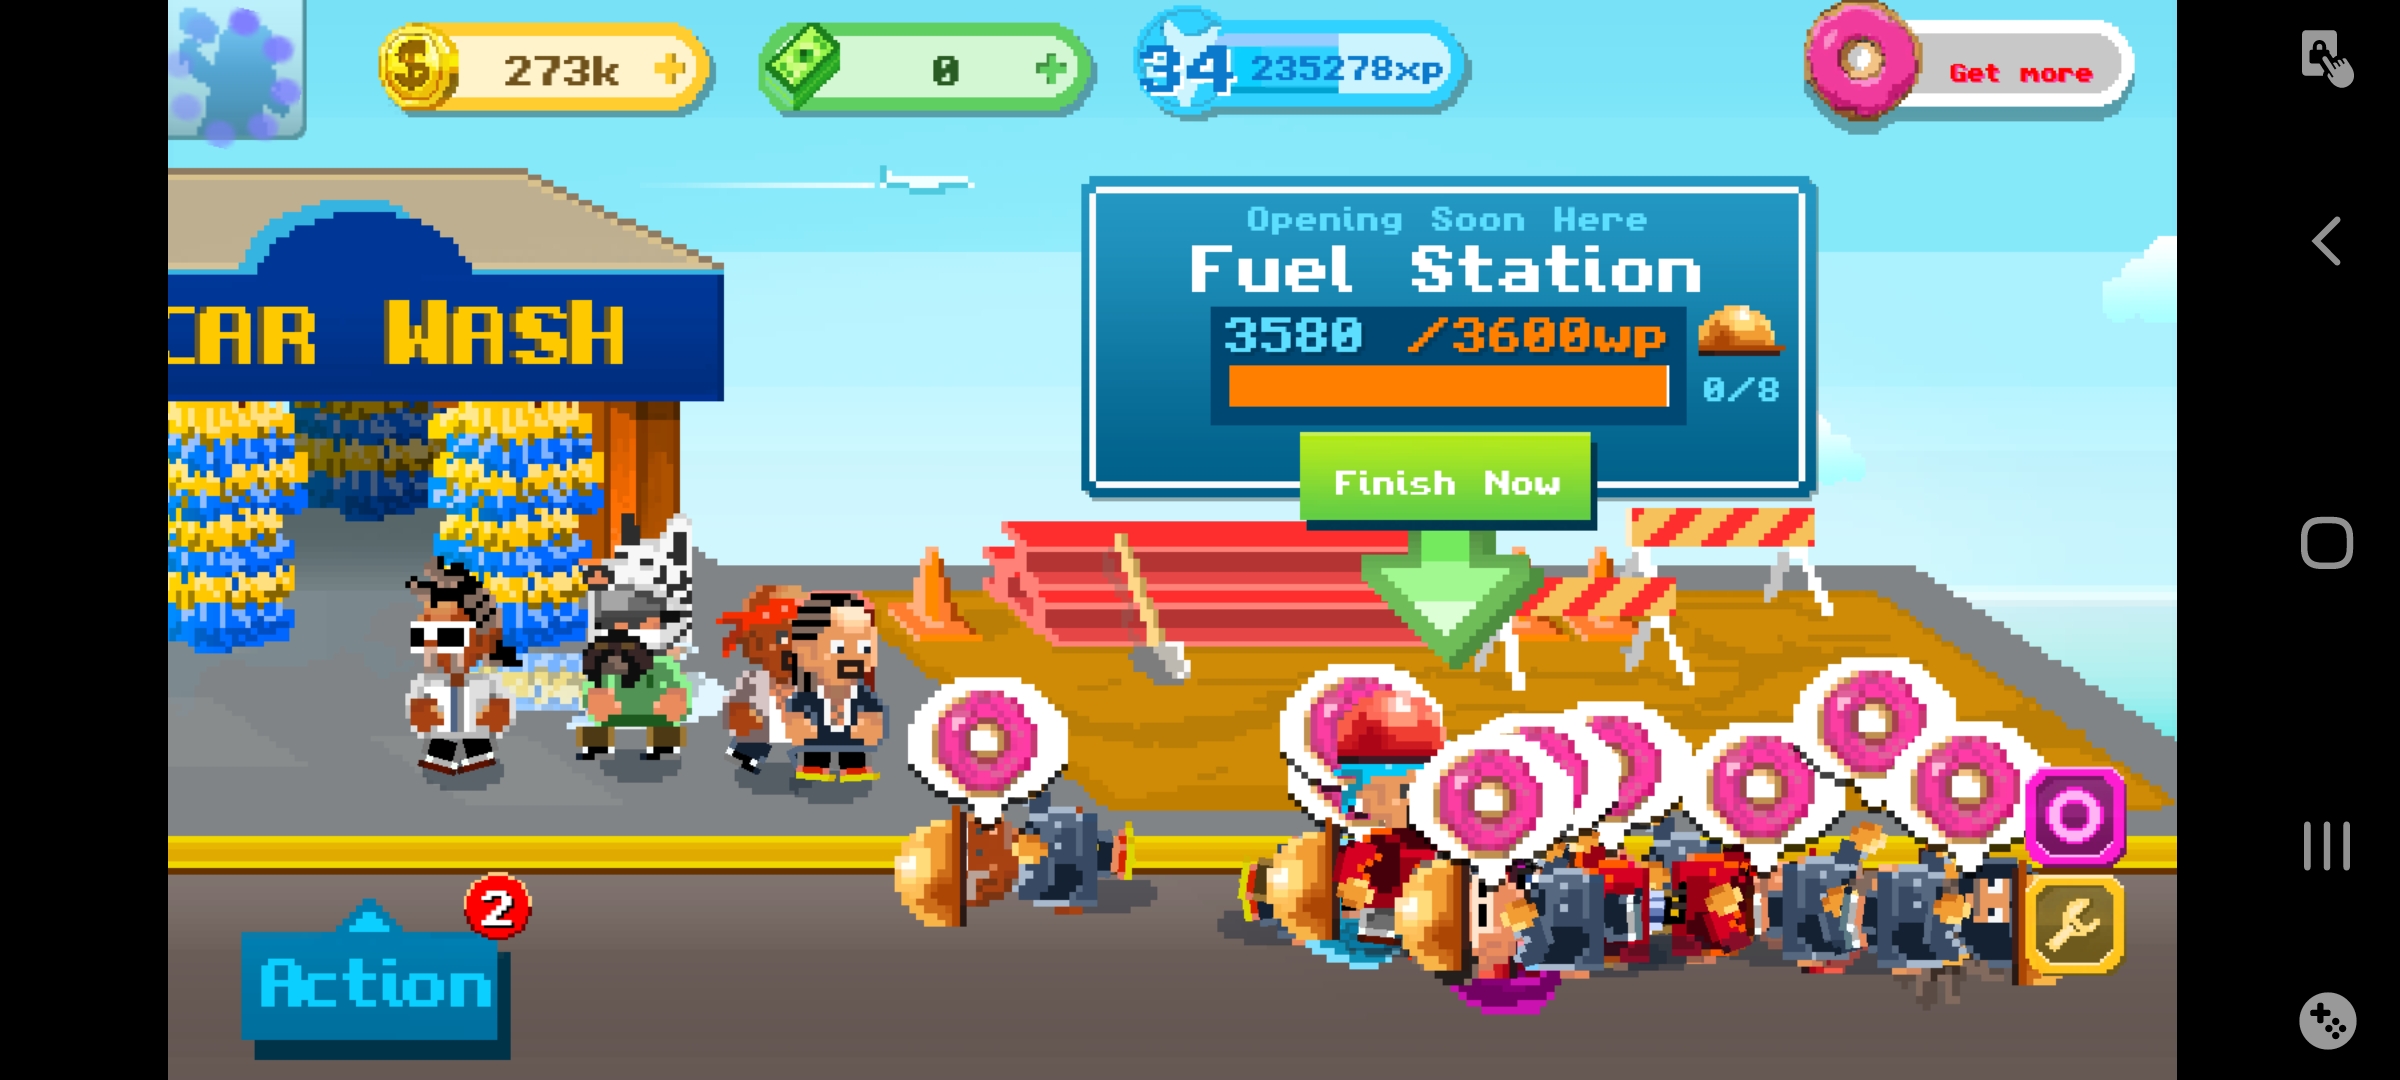 273k
0
34 235278xp
Get more
Opening Soon Here
Fuel Station
3580 /3600wp
0/8
Finish Now
CAR WASH
2
Action